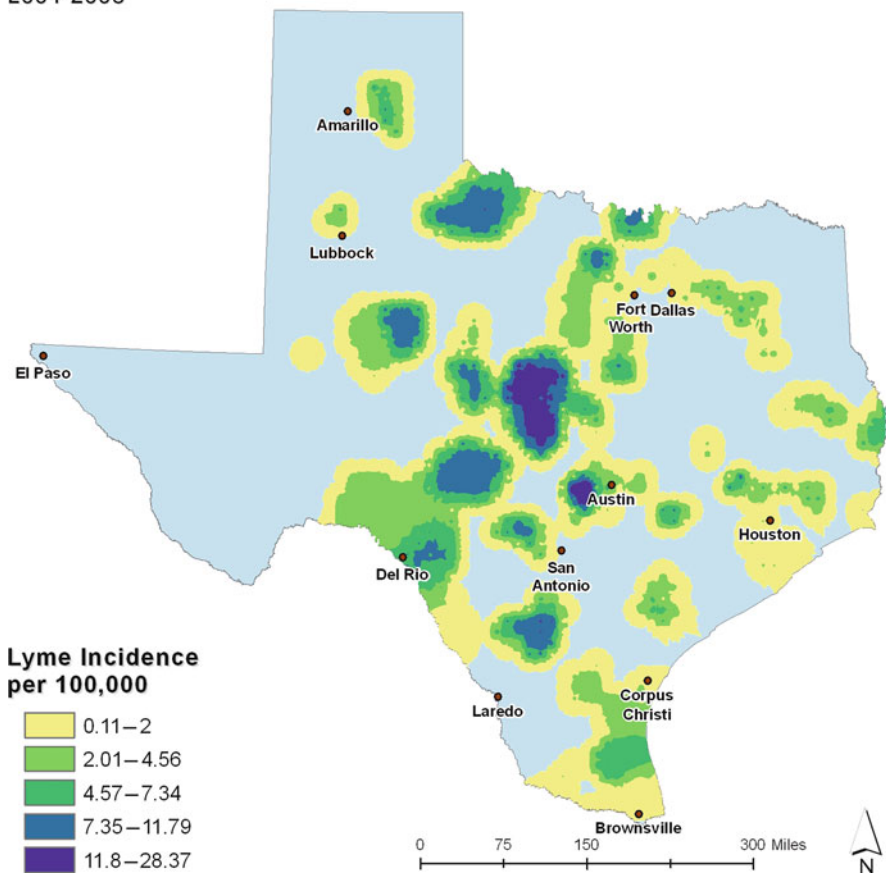 Amarillo
Lubbock
Fort Dallas
Worth
El Paso
Austin
Houston
San
Antonio
Del Rio
Lyme Incidence
per 100,000
0.11–2
2.01–4.56
4.57–7.34
7.35–11.79
11.8–28.37
Laredo
Corpus
Christi
Brownsville
0 75 150 300 Miles
N